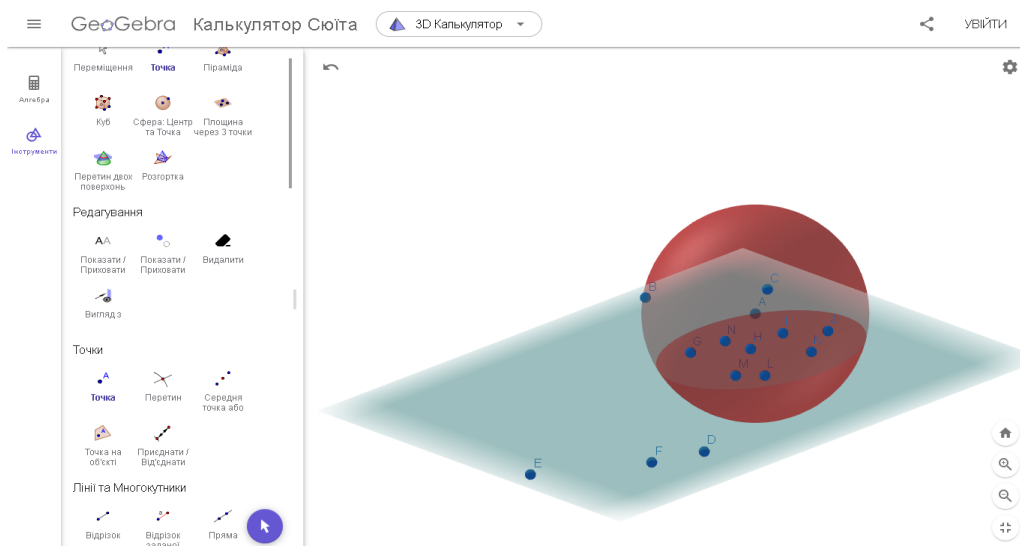 GeoGebra Калькулятор Сюїта 3D Калькулятор УВІЙТИ
Алгебра
Інструменти
Переміщення Точка Піраміда
Куб Сфера: Центр та Точка Площина через 3 точки
Перетин двох поверхонь Розгортка
Редагування
AA
Показати / Приховати Показати / Приховати Видалити
Вигляд з
Точки
A
Точка Перетин Середня точка або
Точка на об'єкті Приєднати / Від'єднати
Лінії та Многокутники
Відрізок Відрізок заданої Пряма
C
B
A
N
H
G
M
L
D
F
E